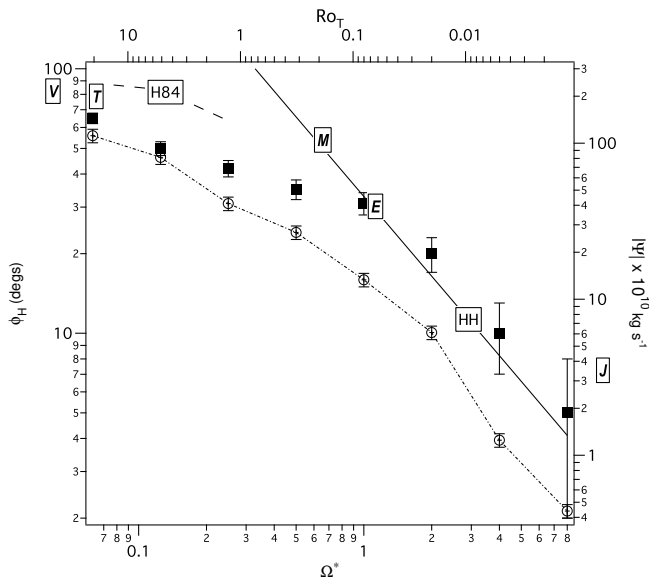 Ro_T
10 1 0.1 0.01
100 9 8 7 6 5 4 3 2 10 9 8 7 6 5 4 3 2
ϕ_H (degs)
V
T
H84
M
E
HH
J
3 2 100 6 5 4 3 2 10 6 5 4 3 2 1 6 5 4
|Ψ| x 10^10 kg s^-1
7 8 9 0.1 2 3 4 5 6 7 8 9 1 2 3 4 5 6 7 8
Ω*